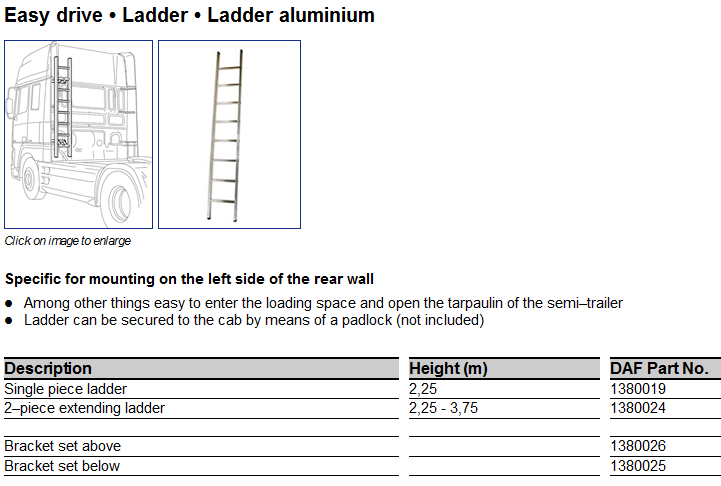 Easy drive • Ladder • Ladder aluminium
Click on image to enlarge
Specific for mounting on the left side of the rear wall
● Among other things easy to enter the loading space and open the tarpaulin of the semi–trailer
● Ladder can be secured to the cab by means of a padlock (not included)
Description Height (m) DAF Part No.
Single piece ladder 2,25 1380019
2–piece extending ladder 2,25 - 3,75 1380024
Bracket set above 1380026
Bracket set below 1380025